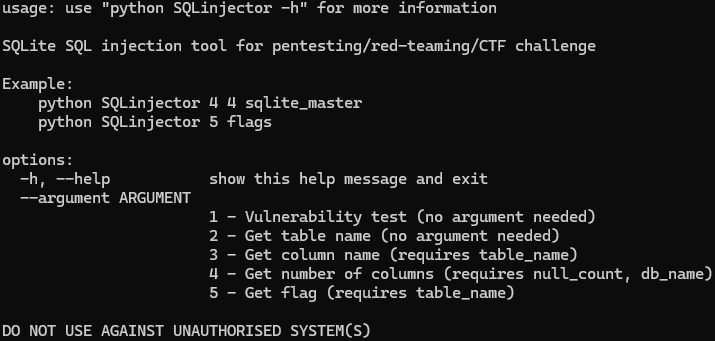 usage: use "python SQLinjector -h" for more information
SQLite SQL injection tool for pentesting/red-teaming/CTF challenge
Example:
python SQLinjector 4 4 sqlite_master
python SQLinjector 5 flags
options:
-h, --help show this help message and exit
--argument ARGUMENT
1 - Vulnerability test (no argument needed)
2 - Get table name (no argument needed)
3 - Get column name (requires table_name)
4 - Get number of columns (requires null_count, db_name)
5 - Get flag (requires table_name)
DO NOT USE AGAINST UNAUTHORISED SYSTEM(S)